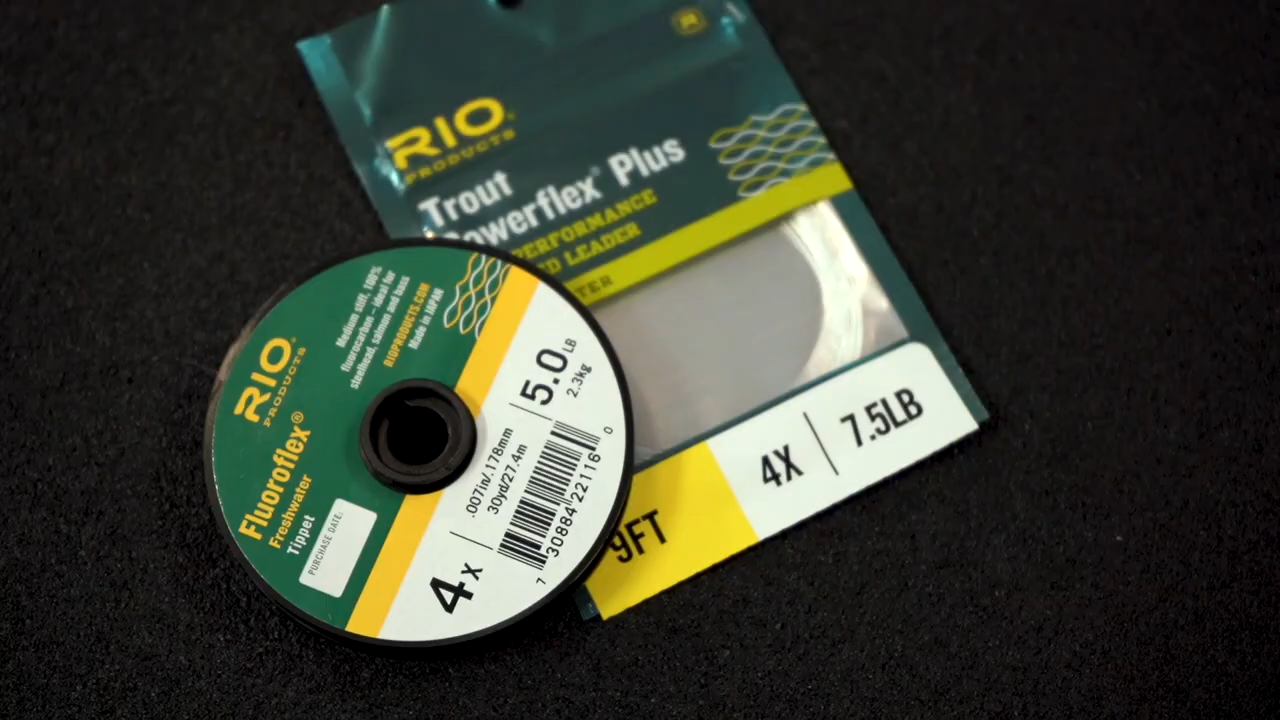 RIO
PRODUCTS
Trout
Powerflex® Plus
PERFORMANCE
LEADER
9FT
4X | 7.5LB
RIO
PRODUCTS
Fluoroflex®
Freshwater
Tippet
PURCHASE DATE:
Medium stiff, 100%
fluorocarbon – ideal for
steelhead, salmon and bass
RIOPRODUCTS.COM
Made in JAPAN
4X
.007in/.178mm
30yd/27.4m
5.0LB
2.3kg
7 30884 22116 0